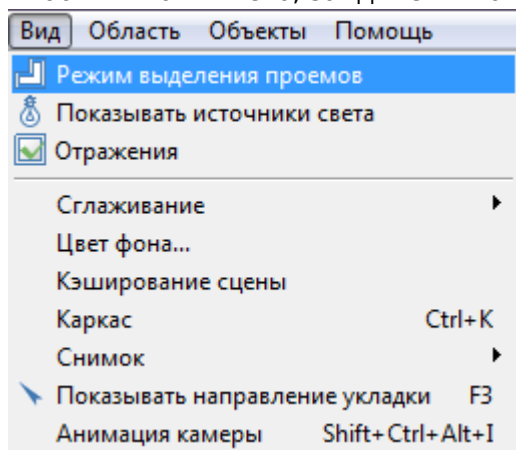 Вид Область Объекты Помощь
Режим выделения проемов
Показывать источники света
Отражения
Сглаживание
Цвет фона...
Кэширование сцены
Каркас Ctrl+K
Снимок
Показывать направление укладки F3
Анимация камеры Shift+Ctrl+Alt+I